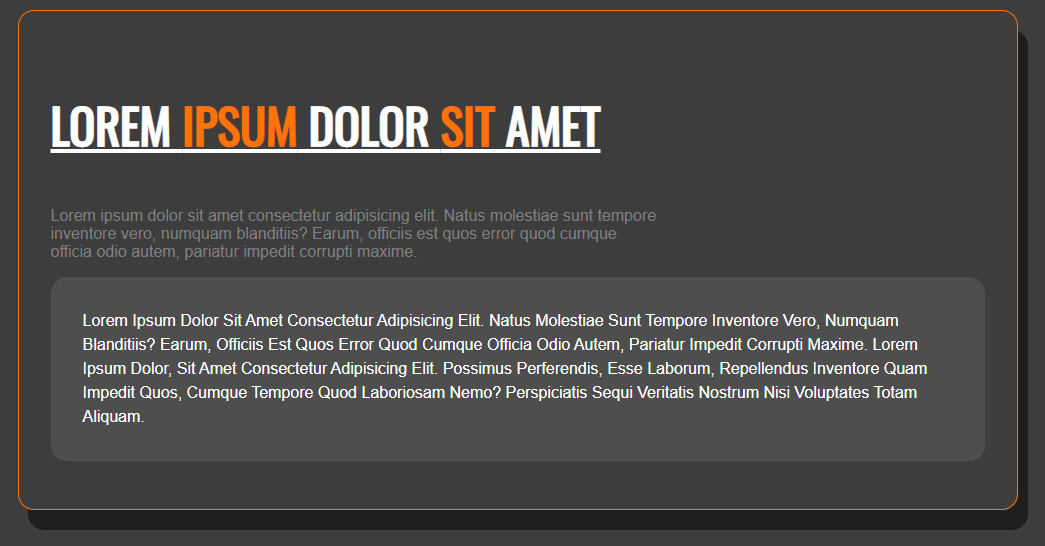 LOREM IPSUM DOLOR SIT AMET
Lorem ipsum dolor sit amet consectetur adipisicing elit. Natus molestiae sunt tempore
inventore vero, numquam blanditiis? Earum, officiis est quos error quod cumque
officia odio autem, pariatur impedit corrupti maxime.
Lorem Ipsum Dolor Sit Amet Consectetur Adipisicing Elit. Natus Molestiae Sunt Tempore Inventore Vero, Numquam
Blanditiis? Earum, Officiis Est Quos Error Quod Cumque Officia Odio Autem, Pariatur Impedit Corrupti Maxime. Lorem
Ipsum Dolor, Sit Amet Consectetur Adipisicing Elit. Possimus Perferendis, Esse Laborum, Repellendus Inventore Quam
Impedit Quos, Cumque Tempore Quod Laboriosam Nemo? Perspiciatis Sequi Veritatis Nostrum Nisi Voluptates Totam
Aliquam.